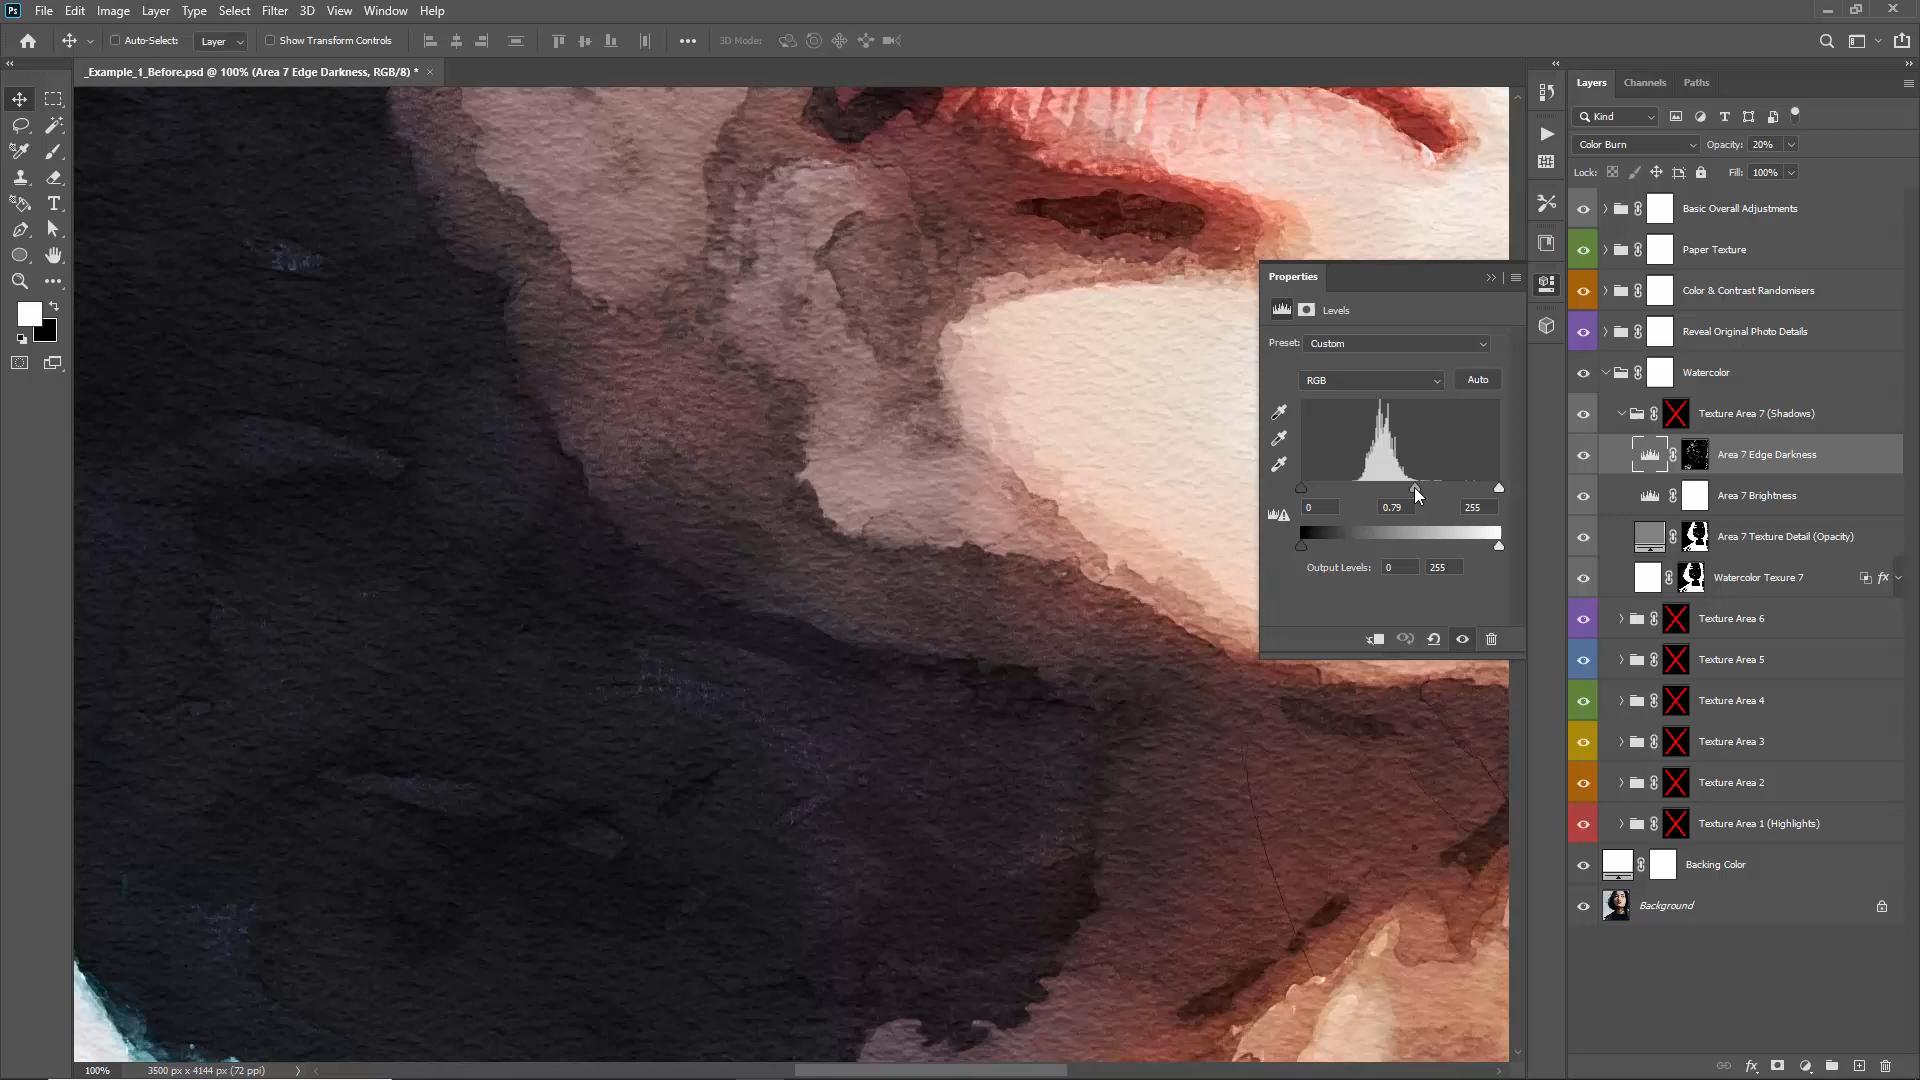 Ps File Edit Image Layer Type Select Filter 3D View Window Help
Auto-Select: Layer Show Transform Controls 3D Mode:
_Example_1_Before.psd @ 100% (Area 7 Edge Darkness, RGB/8) *
Layers Channels Paths
Kind
Color Burn Opacity: 20%
Lock: Fill: 100%
Basic Overall Adjustments
Paper Texture
Color & Contrast Randomisers
Reveal Original Photo Details
Watercolor
Texture Area 7 (Shadows)
Area 7 Edge Darkness
Area 7 Brightness
Area 7 Texture Detail (Opacity)
Watercolor Texure 7 fx
Texture Area 6
Texture Area 5
Texture Area 4
Texture Area 3
Texture Area 2
Texture Area 1 (Highlights)
Backing Color
Background
Properties
Levels
Preset: Custom
RGB Auto
0 0.79 255
Output Levels: 0 255
100% 3500 px x 4144 px (72 ppi)
fx